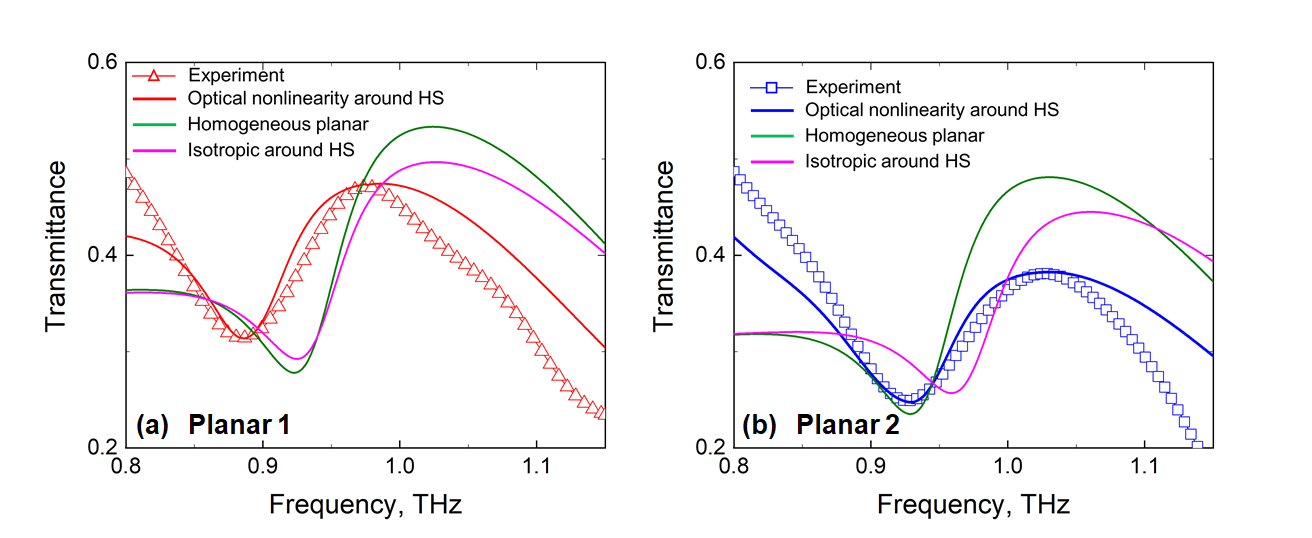 0.6
Experiment
Optical nonlinearity around HS
Homogeneous planar
Isotropic around HS
Transmittance
0.4
(a) Planar 1
0.2
0.8
0.9
1.0
1.1
Frequency, THz
0.6
Experiment
Optical nonlinearity around HS
Homogeneous planar
Isotropic around HS
Transmittance
0.4
(b) Planar 2
0.2
0.8
0.9
1.0
1.1
Frequency, THz